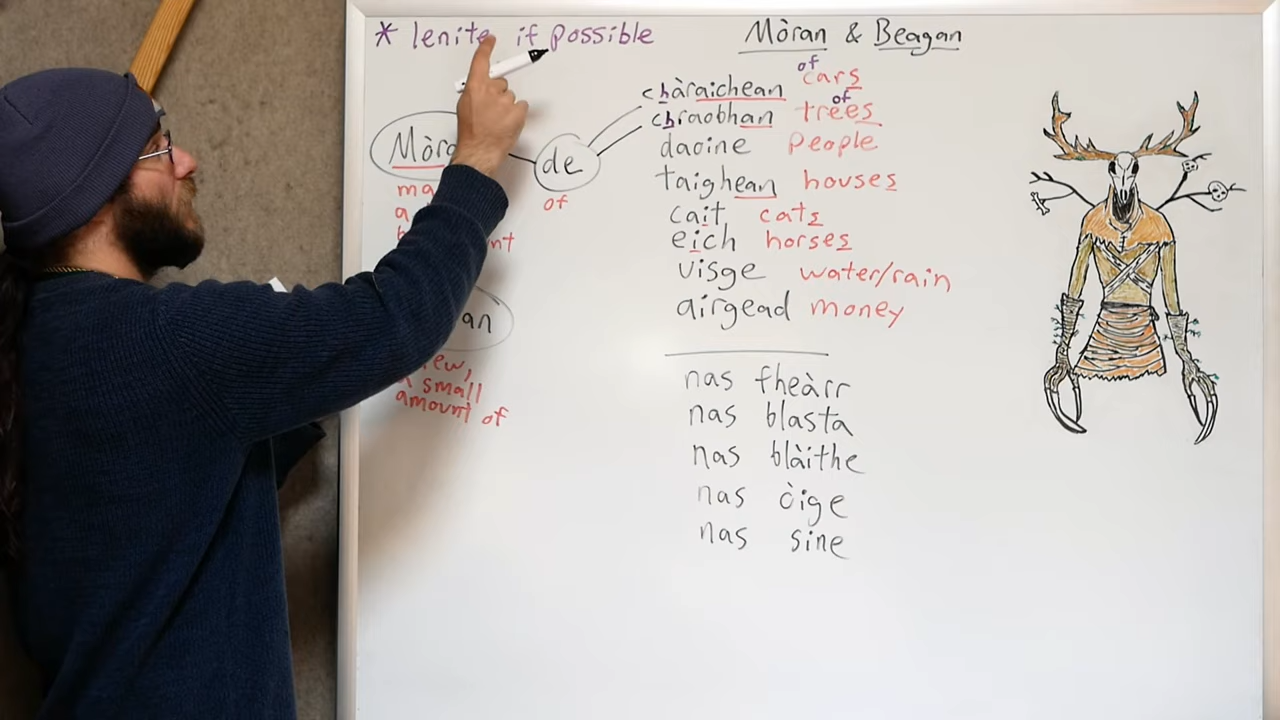 * lenite if possible
Mòran & Beagan
chàraichean of cars
chraobhan of trees
daoine people
taighean houses
cait cats
eich horses
uisge water/rain
airgead money
de
of
small
amount of
nas fheàrr
nas blasta
nas blàithe
nas òige
nas sine